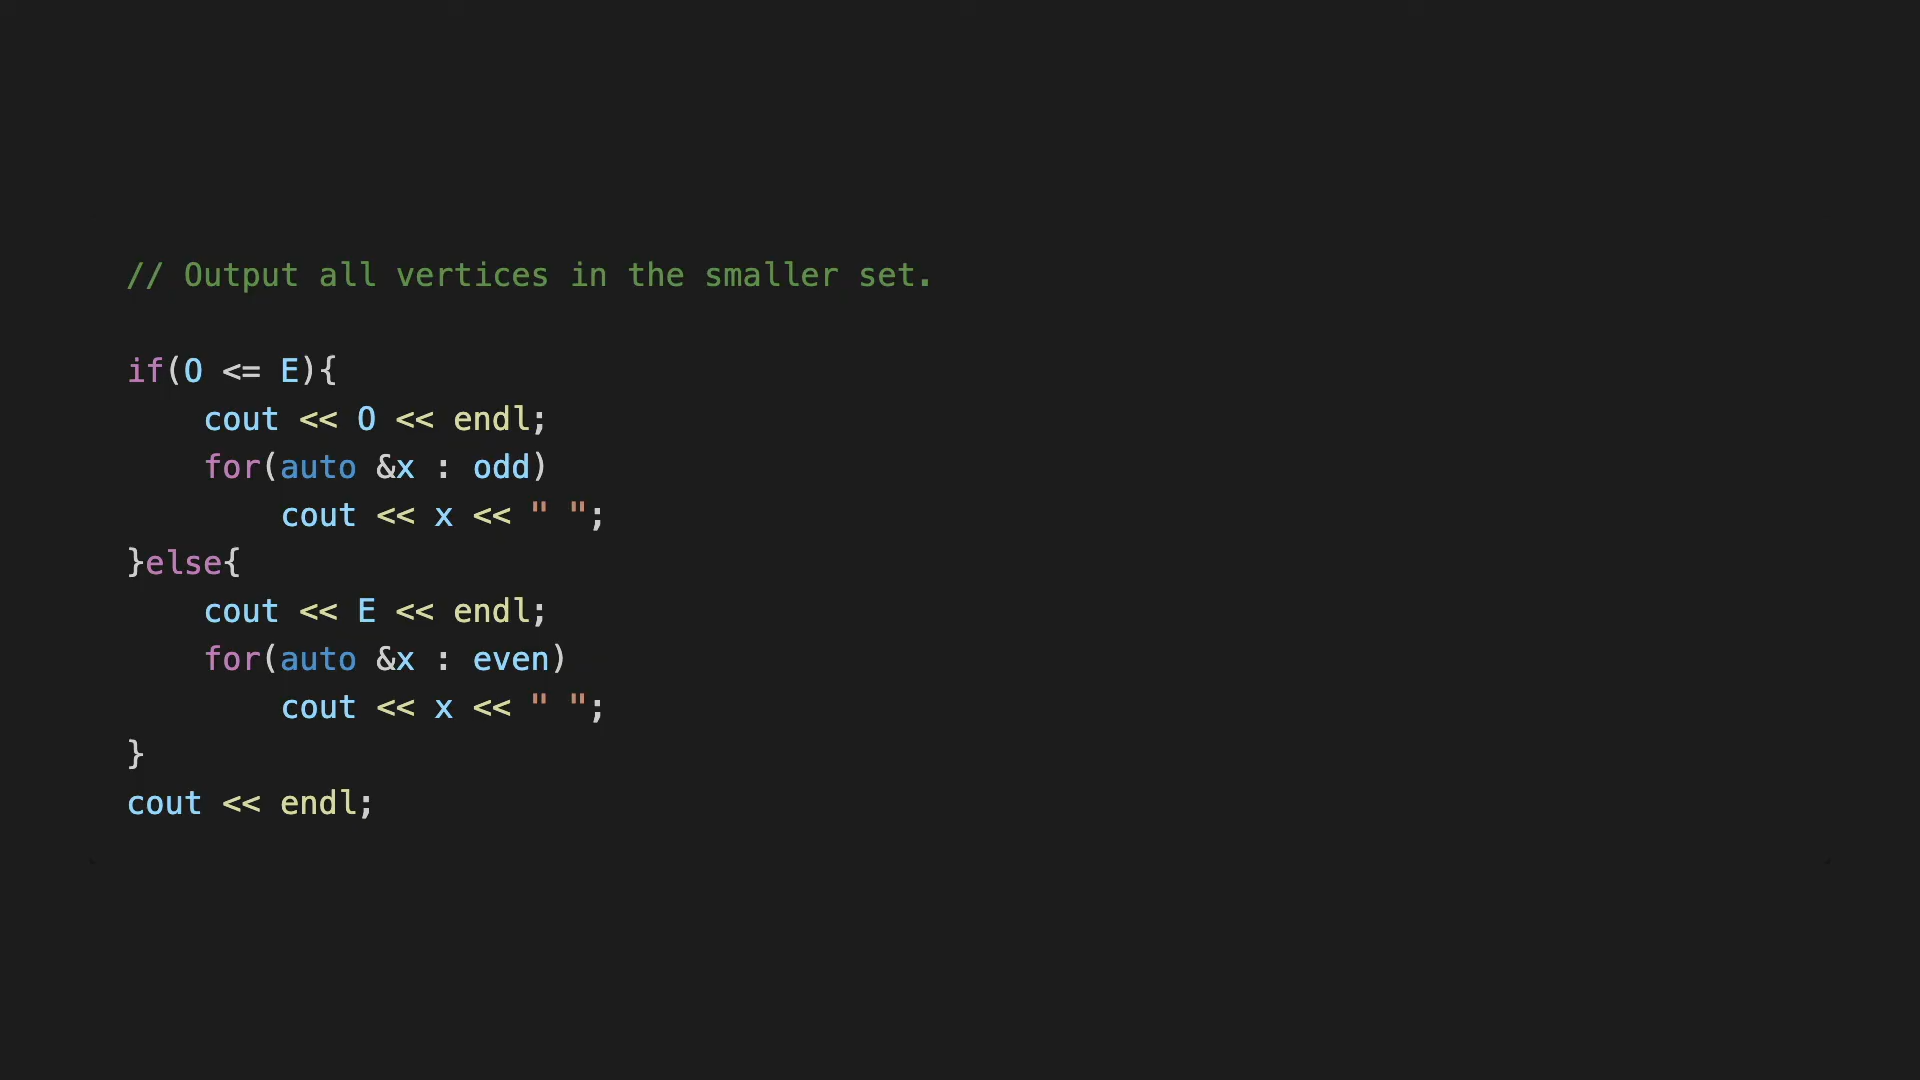 // Output all vertices in the smaller set.
if(O <= E){
cout << O << endl;
for(auto &x : odd)
cout << x << " ";
}else{
cout << E << endl;
for(auto &x : even)
cout << x << " ";
}
cout << endl;